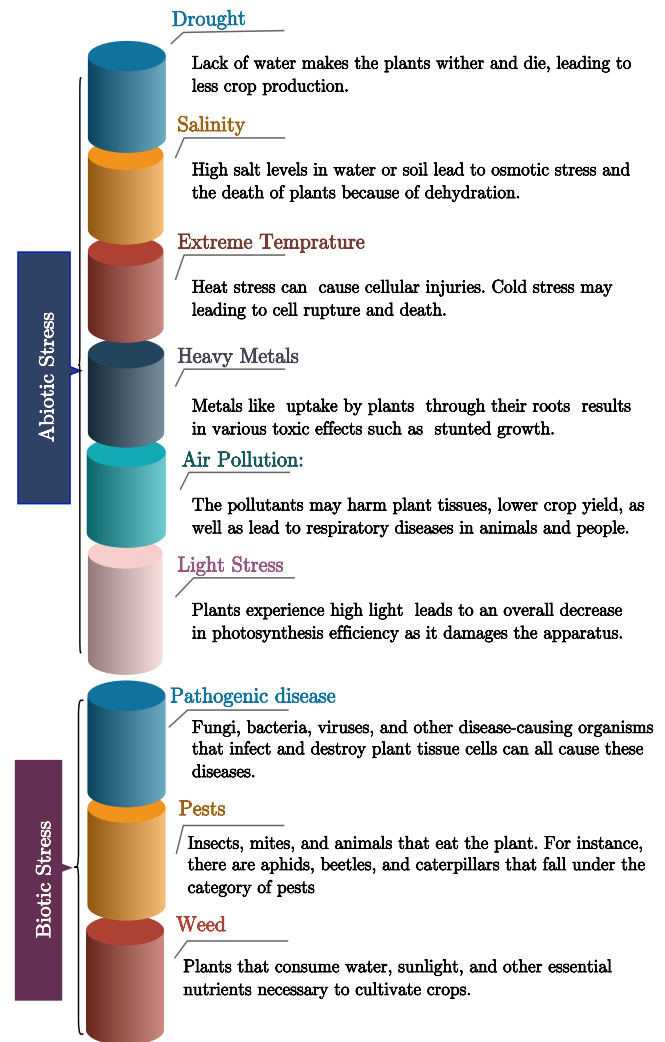 Drought
Lack of water makes the plants wither and die, leading to
less crop production.
Salinity
High salt levels in water or soil lead to osmotic stress and
the death of plants because of dehydration.
Extreme Temprature
Heat stress can cause cellular injuries. Cold stress may
leading to cell rupture and death.
Abiotic Stress
Heavy Metals
Metals like uptake by plants through their roots results
in various toxic effects such as stunted growth.
Air Pollution:
The pollutants may harm plant tissues, lower crop yield, as
well as lead to respiratory diseases in animals and people.
Light Stress
Plants experience high light leads to an overall decrease
in photosynthesis efficiency as it damages the apparatus.
Pathogenic disease
Fungi, bacteria, viruses, and other disease-causing organisms
that infect and destroy plant tissue cells can all cause these
diseases.
Pests
Insects, mites, and animals that eat the plant. For instance,
there are aphids, beetles, and caterpillars that fall under the
category of pests
Biotic Stress
Weed
Plants that consume water, sunlight, and other essential
nutrients necessary to cultivate crops.